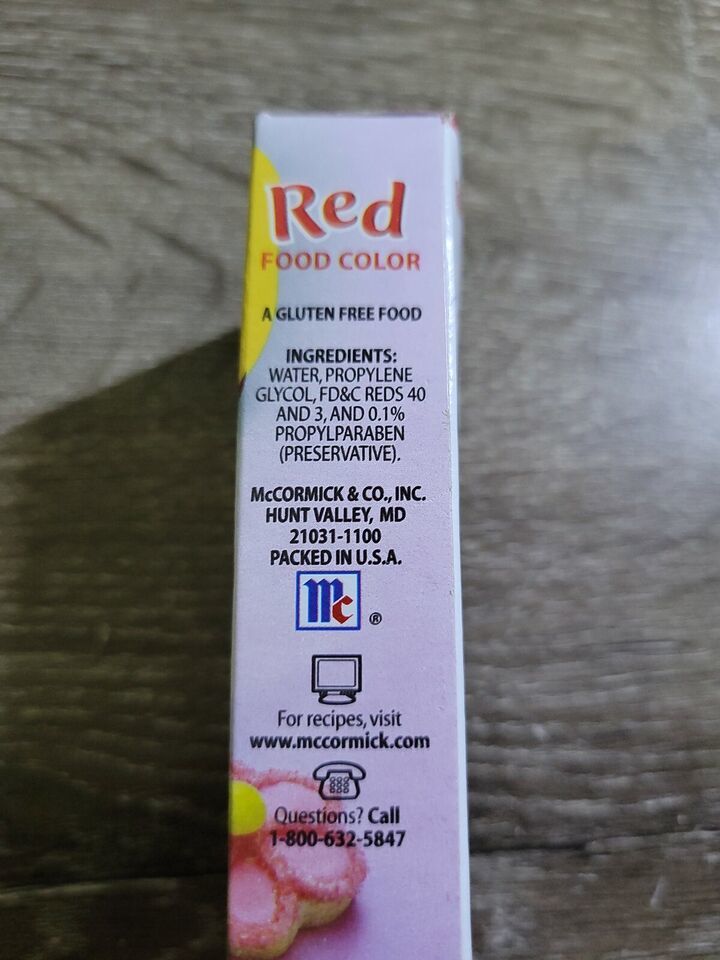 Red
FOOD COLOR
A GLUTEN FREE FOOD
INGREDIENTS:
WATER, PROPYLENE
GLYCOL, FD&C REDS 40
AND 3, AND 0.1%
PROPYLPARABEN
(PRESERVATIVE).
McCORMICK & CO., INC.
HUNT VALLEY, MD
21031-1100
PACKED IN U.S.A.
Mc ®
For recipes, visit
www.mccormick.com
Questions? Call
1-800-632-5847